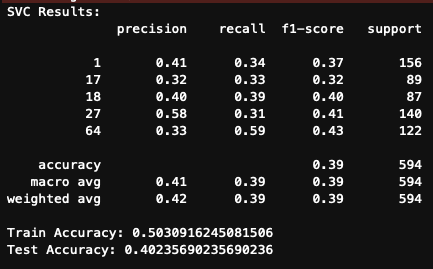 SVC Results:
precision recall f1-score support
1 0.41 0.34 0.37 156
17 0.32 0.33 0.32 89
18 0.40 0.39 0.40 87
27 0.58 0.31 0.41 140
64 0.33 0.59 0.43 122
accuracy 0.39 594
macro avg 0.41 0.39 0.39 594
weighted avg 0.42 0.39 0.39 594
Train Accuracy: 0.5030916245081506
Test Accuracy: 0.40235690235690236